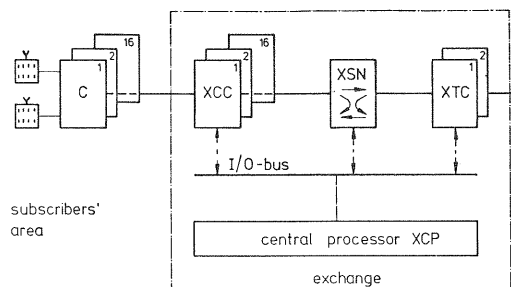 16
2
1
C
16
2
1
XCC
XSN
2
1
XTC
I/O-bus
subscribers'
area
central processor XCP
exchange